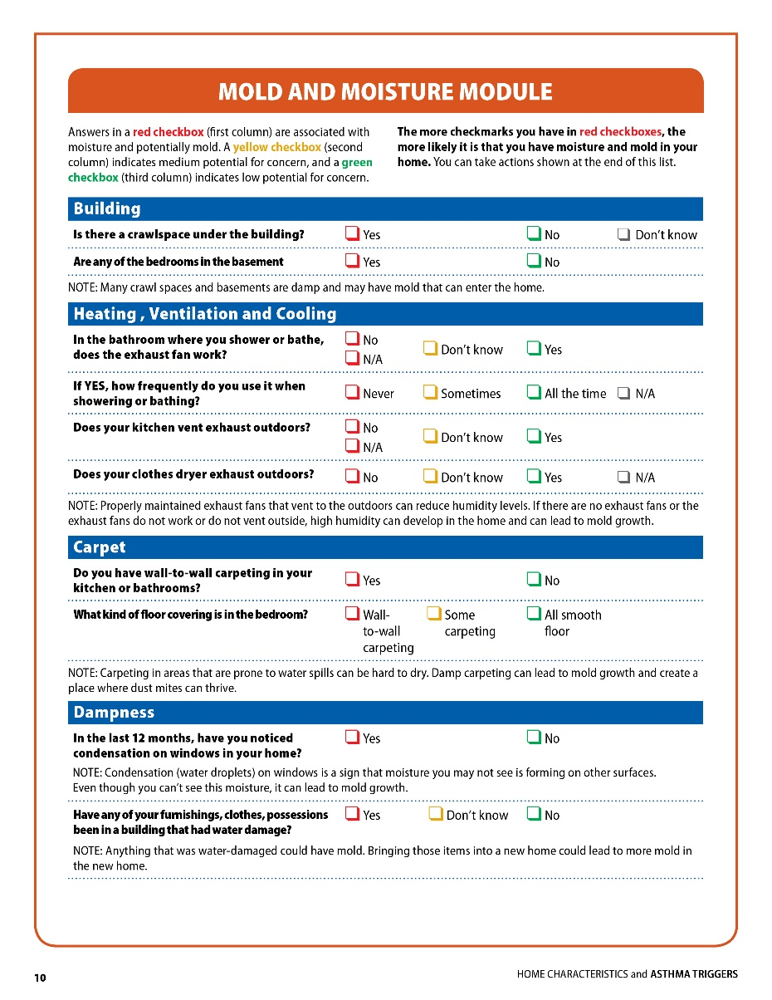 MOLD AND MOISTURE MODULE
Answers in a red checkbox (first column) are associated with
moisture and potentially mold. A yellow checkbox (second
column) indicates medium potential for concern, and a green
checkbox (third column) indicates low potential for concern.
The more checkmarks you have in red checkboxes, the
more likely it is that you have moisture and mold in your
home. You can take actions shown at the end of this list.
Building
Is there a crawlspace under the building? Yes No Don't know
Are any of the bedrooms in the basement Yes No
NOTE: Many crawl spaces and basements are damp and may have mold that can enter the home.
Heating , Ventilation and Cooling
In the bathroom where you shower or bathe,
does the exhaust fan work?
No
N/A
Don't know
Yes
If YES, how frequently do you use it when
showering or bathing?
Never Sometimes All the time N/A
Does your kitchen vent exhaust outdoors?
No
N/A
Don't know
Yes
Does your clothes dryer exhaust outdoors? No Don't know Yes N/A
NOTE: Properly maintained exhaust fans that vent to the outdoors can reduce humidity levels. If there are no exhaust fans or the
exhaust fans do not work or do not vent outside, high humidity can develop in the home and can lead to mold growth.
Carpet
Do you have wall-to-wall carpeting in your
kitchen or bathrooms?
Yes No
What kind of floor covering is in the bedroom?
Wall-
to-wall
carpeting
Some
carpeting
All smooth
floor
NOTE: Carpeting in areas that are prone to water spills can be hard to dry. Damp carpeting can lead to mold growth and create a
place where dust mites can thrive.
Dampness
In the last 12 months, have you noticed
condensation on windows in your home?
Yes No
NOTE: Condensation (water droplets) on windows is a sign that moisture you may not see is forming on other surfaces.
Even though you can't see this moisture, it can lead to mold growth.
Have any of your furnishings, clothes, possessions
been in a building that had water damage?
Yes Don't know No
NOTE: Anything that was water-damaged could have mold. Bringing those items into a new home could lead to more mold in
the new home.
10
HOME CHARACTERISTICS and ASTHMA TRIGGERS